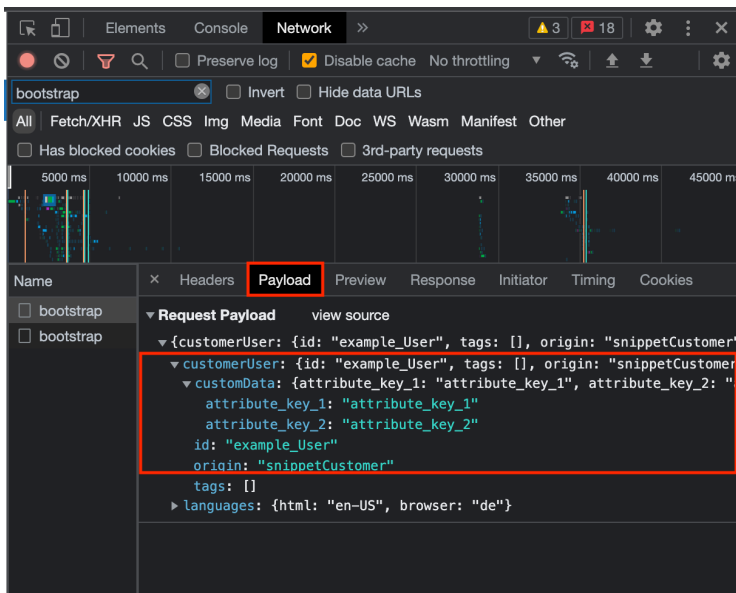 Elements Console Network » 3 18
Preserve log Disable cache No throttling
bootstrap Invert Hide data URLs
All Fetch/XHR JS CSS Img Media Font Doc WS Wasm Manifest Other
Has blocked cookies Blocked Requests 3rd-party requests
5000 ms 10000 ms 15000 ms 20000 ms 25000 ms 30000 ms 35000 ms 40000 ms 45000 m
Name × Headers Payload Preview Response Initiator Timing Cookies
bootstrap
bootstrap
Request Payload view source
{customerUser: {id: "example_User", tags: [], origin: "snippetCustomer"
customerUser: {id: "example_User", tags: [], origin: "snippetCustomer
customData: {attribute_key_1: "attribute_key_1", attribute_key_2: "
attribute_key_1: "attribute_key_1"
attribute_key_2: "attribute_key_2"
id: "example_User"
origin: "snippetCustomer"
tags: []
languages: {html: "en-US", browser: "de"}